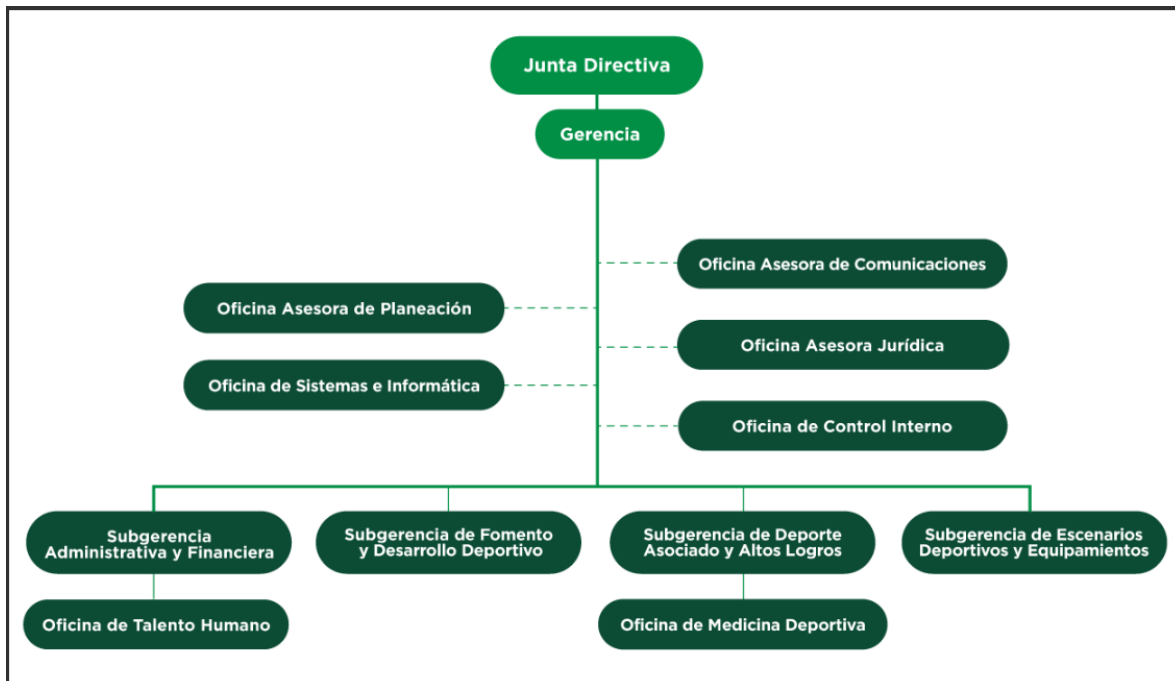 Junta Directiva
Gerencia
Oficina Asesora de Comunicaciones
Oficina Asesora de Planeación
Oficina Asesora Jurídica
Oficina de Sistemas e Informática
Oficina de Control Interno
Subgerencia
Administrativa y Financiera
Subgerencia de Fomento
y Desarrollo Deportivo
Subgerencia de Deporte
Asociado y Altos Logros
Subgerencia de Escenarios
Deportivos y Equipamientos
Oficina de Talento Humano
Oficina de Medicina Deportiva